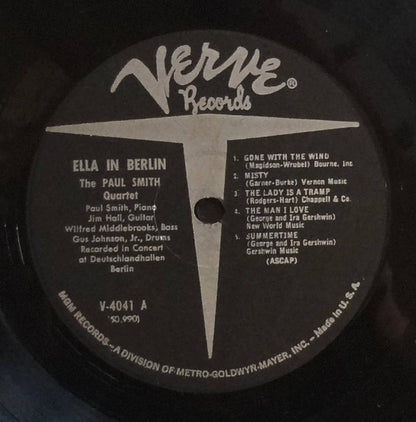 Verve®
Records
ELLA IN BERLIN
The PAUL SMITH
Quartet
Paul Smith, Piano
Jim Hall, Guitar
Wilfred Middlebrooks, Bass
Gus Johnson, Jr., Drums
Recorded in Concert
at Deutschlandhallen
Berlin
V-4041 A
(50,990)
1. GONE WITH THE WIND
(Magidson-Wrubel) Bourne, Inc
2. MISTY
(Garner-Burke) Vernon Music
3. THE LADY IS A TRAMP
(Rodgers-Hart) Chappell & Co.
4. THE MAN I LOVE
(George and Ira Gershwin)
New World Music
5. SUMMERTIME
(George and Ira Gershwin)
Gershwin Music
(ASCAP)
MGM RECORDS—A DIVISION OF METRO-GOLDWYN-MAYER, INC.—Made in U.S.A.